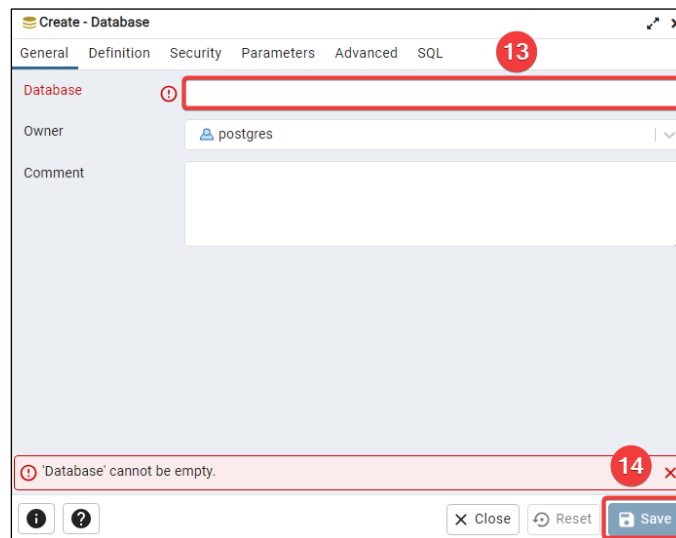 Create - Database
General Definition Security Parameters Advanced SQL 13
Database
Owner postgres
Comment
'Database' cannot be empty. 14
Close Reset Save